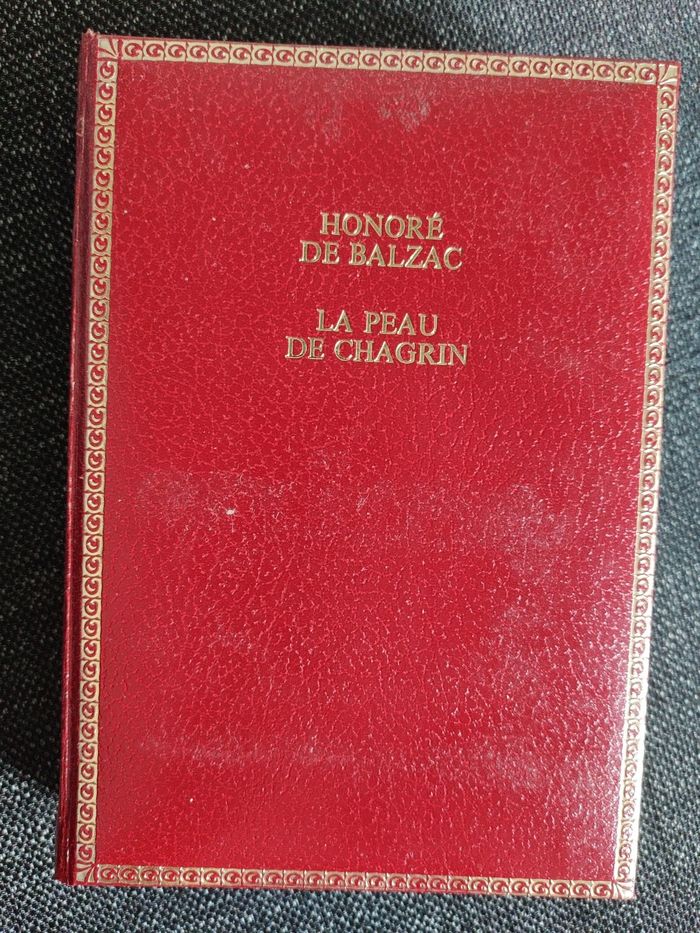 HONORÉ
DE BALZAC
LA PEAU
DE CHAGRIN